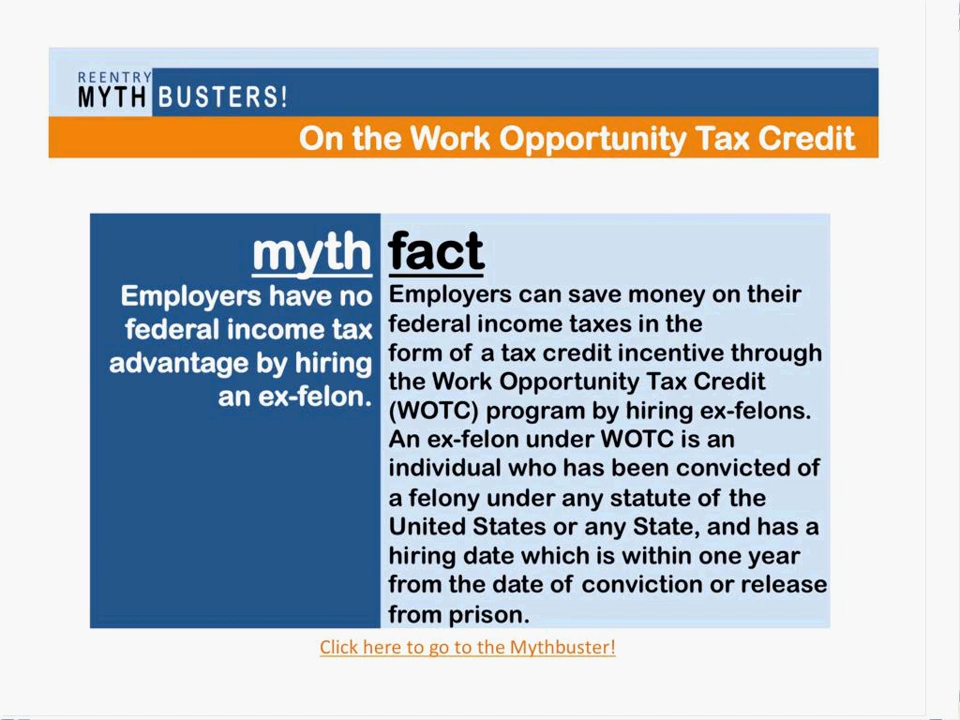 REENTRY
MYTH BUSTERS!
On the Work Opportunity Tax Credit
myth
Employers have no
federal income tax
advantage by hiring
an ex-felon.
fact
Employers can save money on their
federal income taxes in the
form of a tax credit incentive through
the Work Opportunity Tax Credit
(WOTC) program by hiring ex-felons.
An ex-felon under WOTC is an
individual who has been convicted of
a felony under any statute of the
United States or any State, and has a
hiring date which is within one year
from the date of conviction or release
from prison.
Click here to go to the Mythbuster!